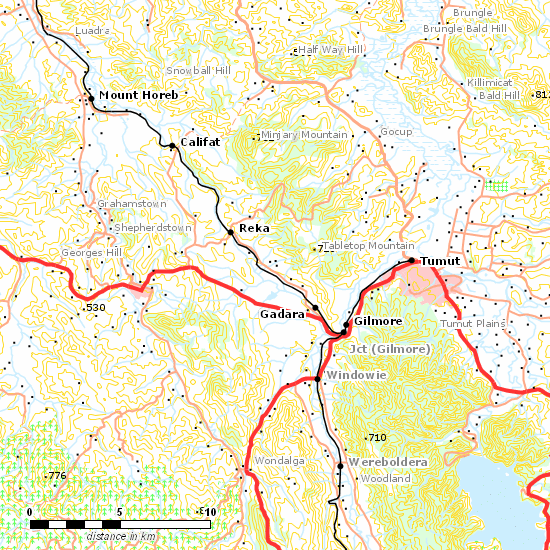 Brungle
Luadra
Brungle Bald Hill
Half Way Hill
Snowball Hill
Killimicat
Bald Hill
Mount Horeb
Gocup
Minjary Mountain
Califat
Grahamstown
Shepherdstown
Reka
Tabletop Mountain
Georges Hill
Tumut
530
Gadara
Gilmore
Tumut Plains
Jct (Gilmore)
Windowie
710
Wondalga
Wereboldera
776
Woodland
0 5 10
distance in km